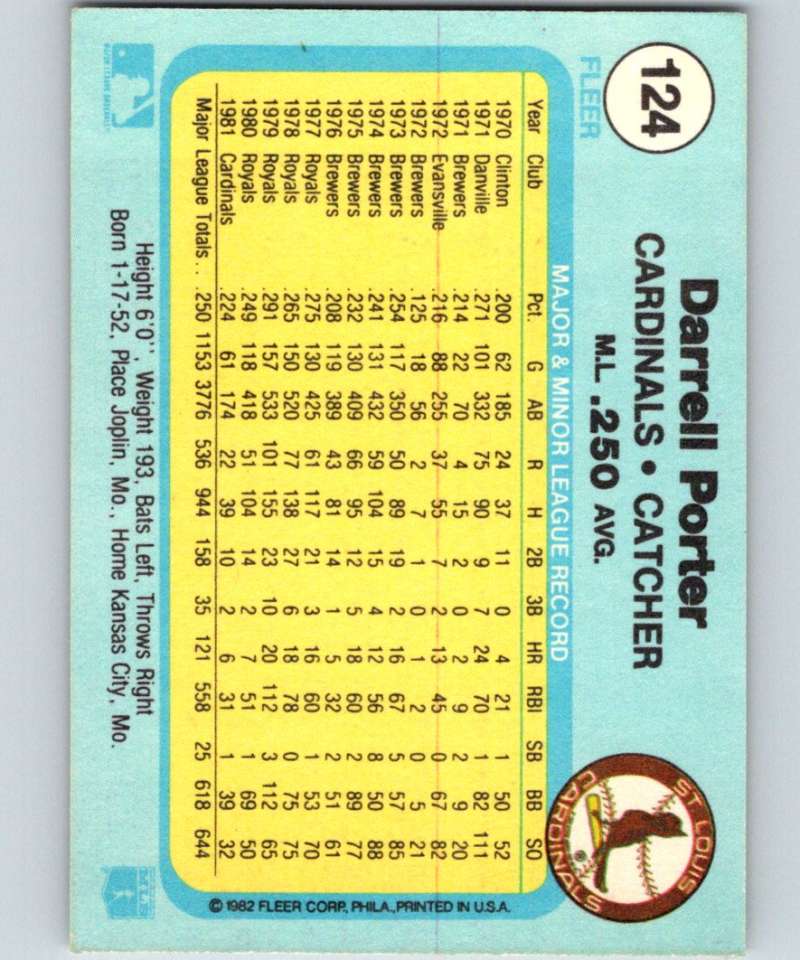 124
FLEER
Darrell Porter
CARDINALS • CATCHER
M.L. .250 AVG.
ST. LOUIS
CARDINALS
MAJOR & MINOR LEAGUE RECORD
Year Club Pct. G AB R H 2B 3B HR RBI SB BB SO
1970 Clinton .200 62 185 24 37 11 0 4 21 1 50 52
1971 Danville .271 101 332 75 90 9 7 24 70 1 82 111
1971 Brewers .214 22 70 4 15 2 0 2 9 2 9 20
1972 Evansville .216 88 255 37 55 7 2 13 45 0 67 82
1972 Brewers .125 18 56 2 7 1 0 1 2 0 5 21
1973 Brewers .254 117 350 50 89 19 2 16 67 5 57 85
1974 Brewers .241 131 432 59 104 15 4 12 56 8 50 88
1975 Brewers .232 130 409 66 95 12 5 18 60 2 89 77
1976 Brewers .208 119 389 43 81 14 1 5 32 2 51 61
1977 Royals .275 130 425 61 117 21 3 16 60 1 53 70
1978 Royals .265 150 520 77 138 27 6 18 78 0 75 75
1979 Royals .291 157 533 101 155 23 10 20 112 3 112 65
1980 Royals .249 118 418 51 104 14 2 7 51 1 69 50
1981 Cardinals .224 61 174 22 39 10 2 6 31 1 39 32
Major League Totals . . .250 1153 3776 536 944 158 35 121 558 25 618 644
Height 6'0'', Weight 193, Bats Left, Throws Right
Born 1-17-52, Place Joplin, Mo., Home Kansas City, Mo.
© 1982 FLEER CORP., PHILA., PRINTED IN U.S.A.